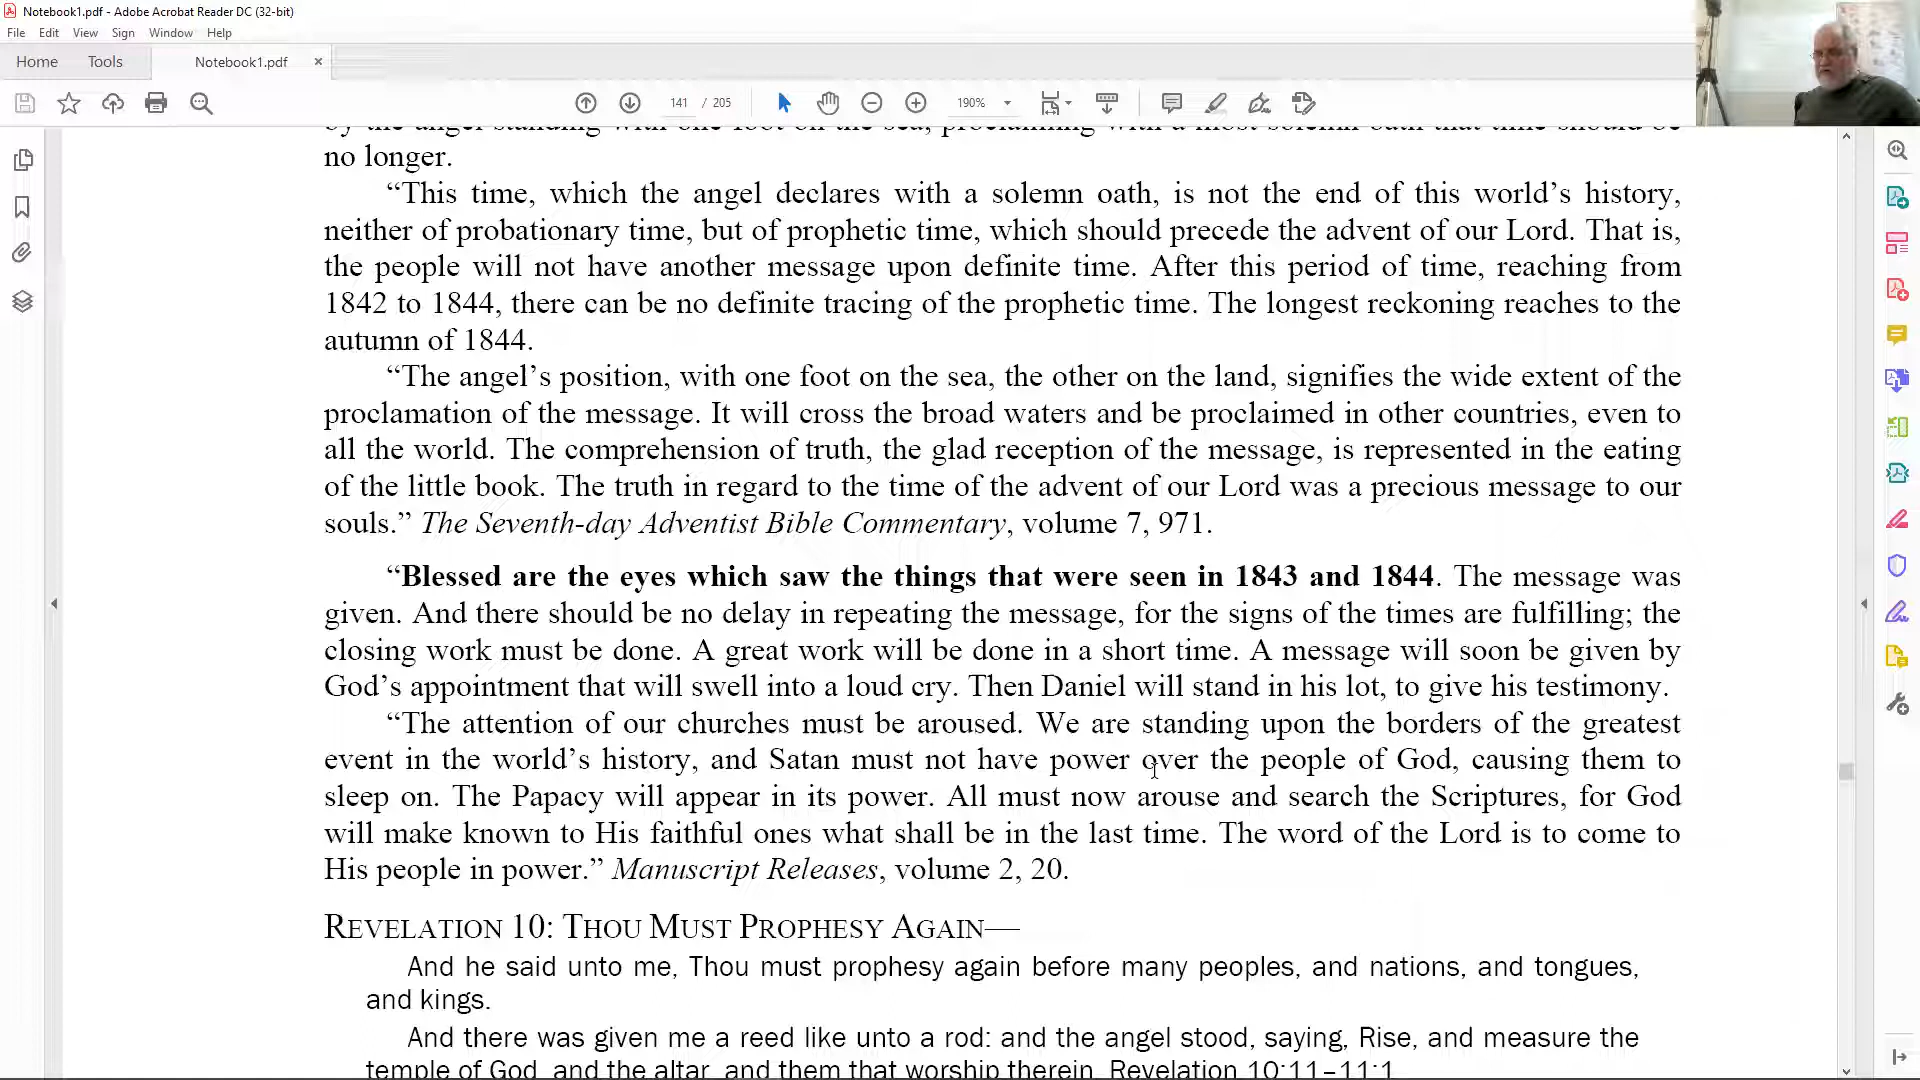 Notebook1.pdf - Adobe Acrobat Reader DC (32-bit)
File Edit View Sign Window Help
Home Tools Notebook1.pdf ×
141 / 205 190%
by the angel standing with one foot on the sea, proclaiming with a most solemn oath that time should be
no longer.
“This time, which the angel declares with a solemn oath, is not the end of this world’s history,
neither of probationary time, but of prophetic time, which should precede the advent of our Lord. That is,
the people will not have another message upon definite time. After this period of time, reaching from
1842 to 1844, there can be no definite tracing of the prophetic time. The longest reckoning reaches to the
autumn of 1844.
“The angel’s position, with one foot on the sea, the other on the land, signifies the wide extent of the
proclamation of the message. It will cross the broad waters and be proclaimed in other countries, even to
all the world. The comprehension of truth, the glad reception of the message, is represented in the eating
of the little book. The truth in regard to the time of the advent of our Lord was a precious message to our
souls.” The Seventh-day Adventist Bible Commentary, volume 7, 971.
“Blessed are the eyes which saw the things that were seen in 1843 and 1844. The message was
given. And there should be no delay in repeating the message, for the signs of the times are fulfilling; the
closing work must be done. A great work will be done in a short time. A message will soon be given by
God’s appointment that will swell into a loud cry. Then Daniel will stand in his lot, to give his testimony.
“The attention of our churches must be aroused. We are standing upon the borders of the greatest
event in the world’s history, and Satan must not have power over the people of God, causing them to
sleep on. The Papacy will appear in its power. All must now arouse and search the Scriptures, for God
will make known to His faithful ones what shall be in the last time. The word of the Lord is to come to
His people in power.” Manuscript Releases, volume 2, 20.
REVELATION 10: THOU MUST PROPHESY AGAIN—
And he said unto me, Thou must prophesy again before many peoples, and nations, and tongues,
and kings.
And there was given me a reed like unto a rod: and the angel stood, saying, Rise, and measure the
temple of God, and the altar, and them that worship therein. Revelation 10:11–11:1